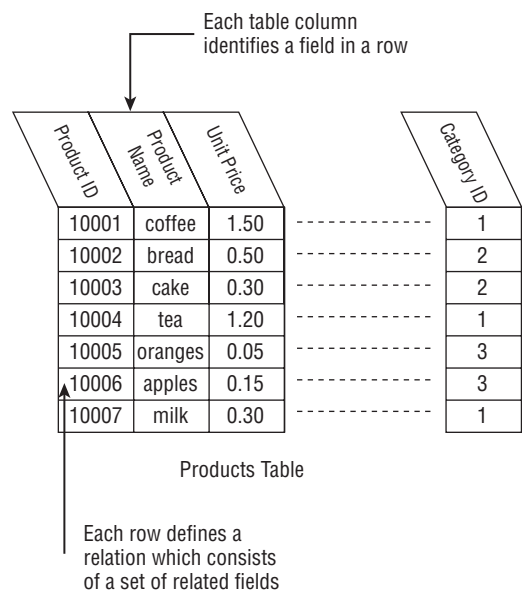 Each table column
identifies a field in a row
Product ID
Product
Name
Unit Price
Category ID
10001 coffee 1.50 1
10002 bread 0.50 2
10003 cake 0.30 2
10004 tea 1.20 1
10005 oranges 0.05 3
10006 apples 0.15 3
10007 milk 0.30 1
Products Table
Each row defines a
relation which consists
of a set of related fields